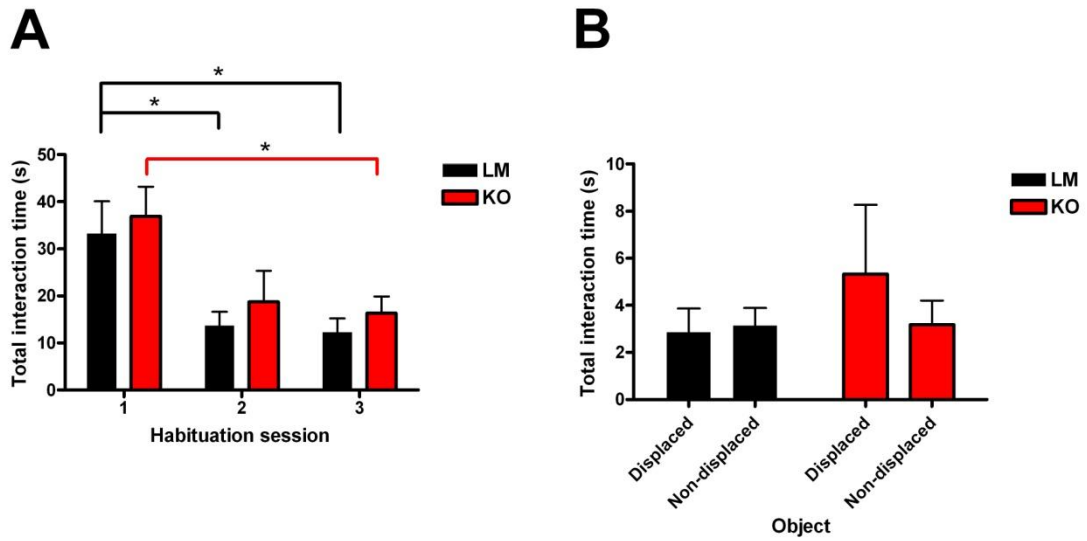 A
*
*
*
Total interaction time (s)
50
40
30
20
10
0
1
2
3
Habituation session
LM
KO
B
Total interaction time (s)
10
8
6
4
2
0
Displaced
Non-displaced
Displaced
Non-displaced
Object
LM
KO